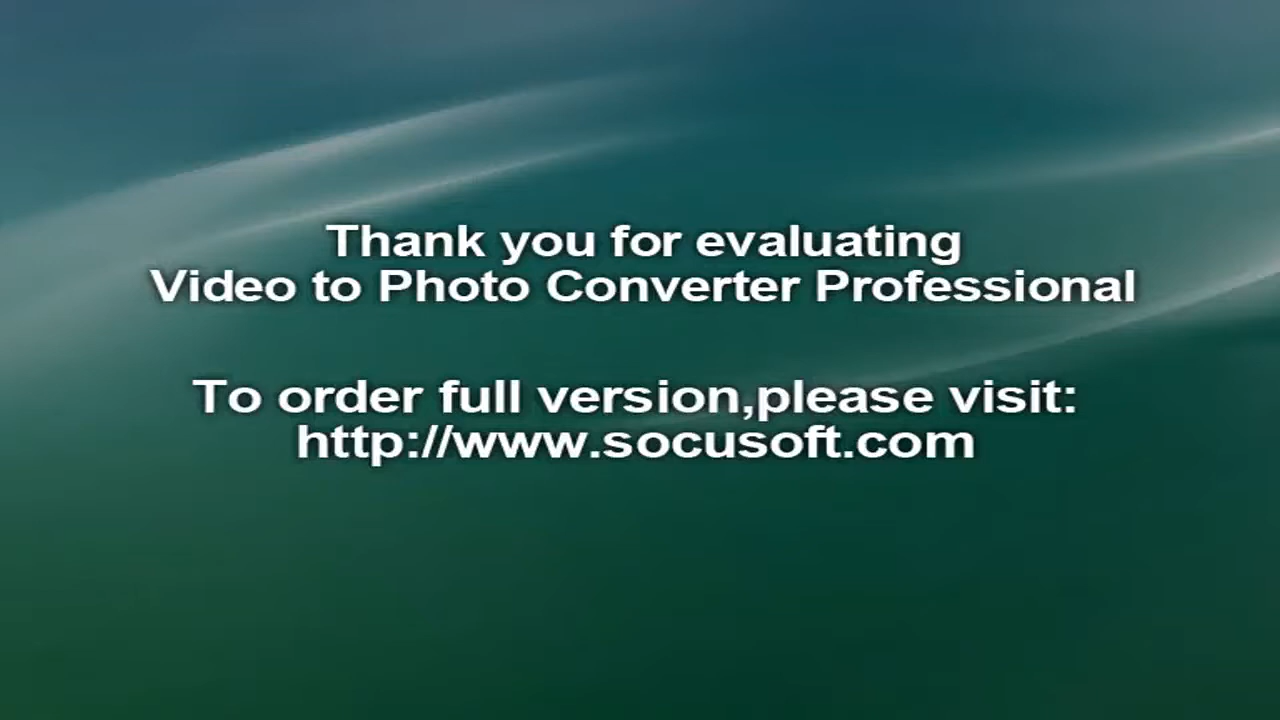 Thank you for evaluating
Video to Photo Converter Professional
To order full version,please visit:
http://www.socusoft.com